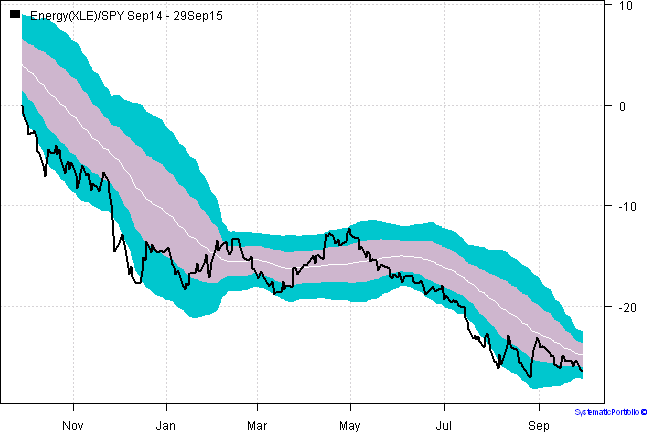 Energy(XLE)/SPY Sep14 - 29Sep15
10
0
-10
-20
Nov Jan Mar May Jul Sep
SystematicPortfolio ©